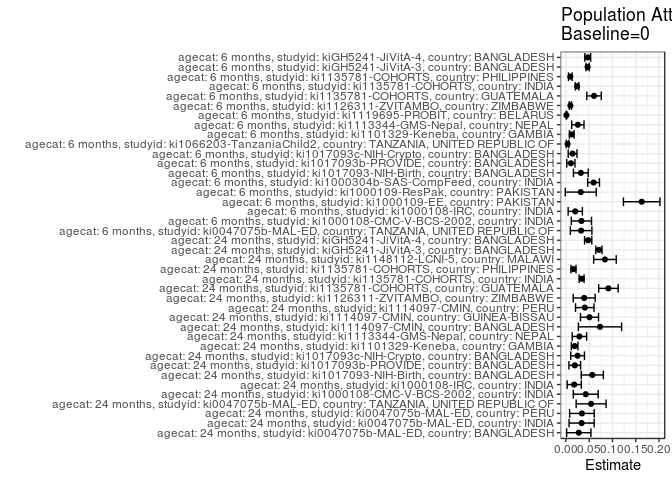 Population Att
Baseline=0
agecat: 6 months, studyid: kiGH5241-JiVitA-4, country: BANGLADESH
agecat: 6 months, studyid: kiGH5241-JiVitA-3, country: BANGLADESH
agecat: 6 months, studyid: ki1135781-COHORTS, country: PHILIPPINES
agecat: 6 months, studyid: ki1135781-COHORTS, country: INDIA
agecat: 6 months, studyid: ki1135781-COHORTS, country: GUATEMALA
agecat: 6 months, studyid: ki1126311-ZVITAMBO, country: ZIMBABWE
agecat: 6 months, studyid: ki1119695-PROBIT, country: BELARUS
agecat: 6 months, studyid: ki1113344-GMS-Nepal, country: NEPAL
agecat: 6 months, studyid: ki1101329-Keneba, country: GAMBIA
agecat: 6 months, studyid: ki1066203-TanzaniaChild2, country: TANZANIA, UNITED REPUBLIC OF
agecat: 6 months, studyid: ki1017093c-NIH-Crypto, country: BANGLADESH
agecat: 6 months, studyid: ki1017093b-PROVIDE, country: BANGLADESH
agecat: 6 months, studyid: ki1017093-NIH-Birth, country: BANGLADESH
agecat: 6 months, studyid: ki1000304b-SAS-CompFeed, country: INDIA
agecat: 6 months, studyid: ki1000109-ResPak, country: PAKISTAN
agecat: 6 months, studyid: ki1000109-EE, country: PAKISTAN
agecat: 6 months, studyid: ki1000108-IRC, country: INDIA
agecat: 6 months, studyid: ki1000108-CMC-V-BCS-2002, country: INDIA
agecat: 6 months, studyid: ki0047075b-MAL-ED, country: TANZANIA, UNITED REPUBLIC OF
agecat: 24 months, studyid: kiGH5241-JiVitA-4, country: BANGLADESH
agecat: 24 months, studyid: kiGH5241-JiVitA-3, country: BANGLADESH
agecat: 24 months, studyid: ki1148112-LCNI-5, country: MALAWI
agecat: 24 months, studyid: ki1135781-COHORTS, country: PHILIPPINES
agecat: 24 months, studyid: ki1135781-COHORTS, country: INDIA
agecat: 24 months, studyid: ki1135781-COHORTS, country: GUATEMALA
agecat: 24 months, studyid: ki1126311-ZVITAMBO, country: ZIMBABWE
agecat: 24 months, studyid: ki1114097-CMIN, country: PERU
agecat: 24 months, studyid: ki1114097-CMIN, country: GUINEA-BISSAU
agecat: 24 months, studyid: ki1114097-CMIN, country: BANGLADESH
agecat: 24 months, studyid: ki1113344-GMS-Nepal, country: NEPAL
agecat: 24 months, studyid: ki1101329-Keneba, country: GAMBIA
agecat: 24 months, studyid: ki1017093c-NIH-Crypto, country: BANGLADESH
agecat: 24 months, studyid: ki1017093b-PROVIDE, country: BANGLADESH
agecat: 24 months, studyid: ki1017093-NIH-Birth, country: BANGLADESH
agecat: 24 months, studyid: ki1000108-IRC, country: INDIA
agecat: 24 months, studyid: ki1000108-CMC-V-BCS-2002, country: INDIA
agecat: 24 months, studyid: ki0047075b-MAL-ED, country: TANZANIA, UNITED REPUBLIC OF
agecat: 24 months, studyid: ki0047075b-MAL-ED, country: PERU
agecat: 24 months, studyid: ki0047075b-MAL-ED, country: INDIA
agecat: 24 months, studyid: ki0047075b-MAL-ED, country: BANGLADESH
0.00 0.05 0.10 0.15 0.20
Estimate